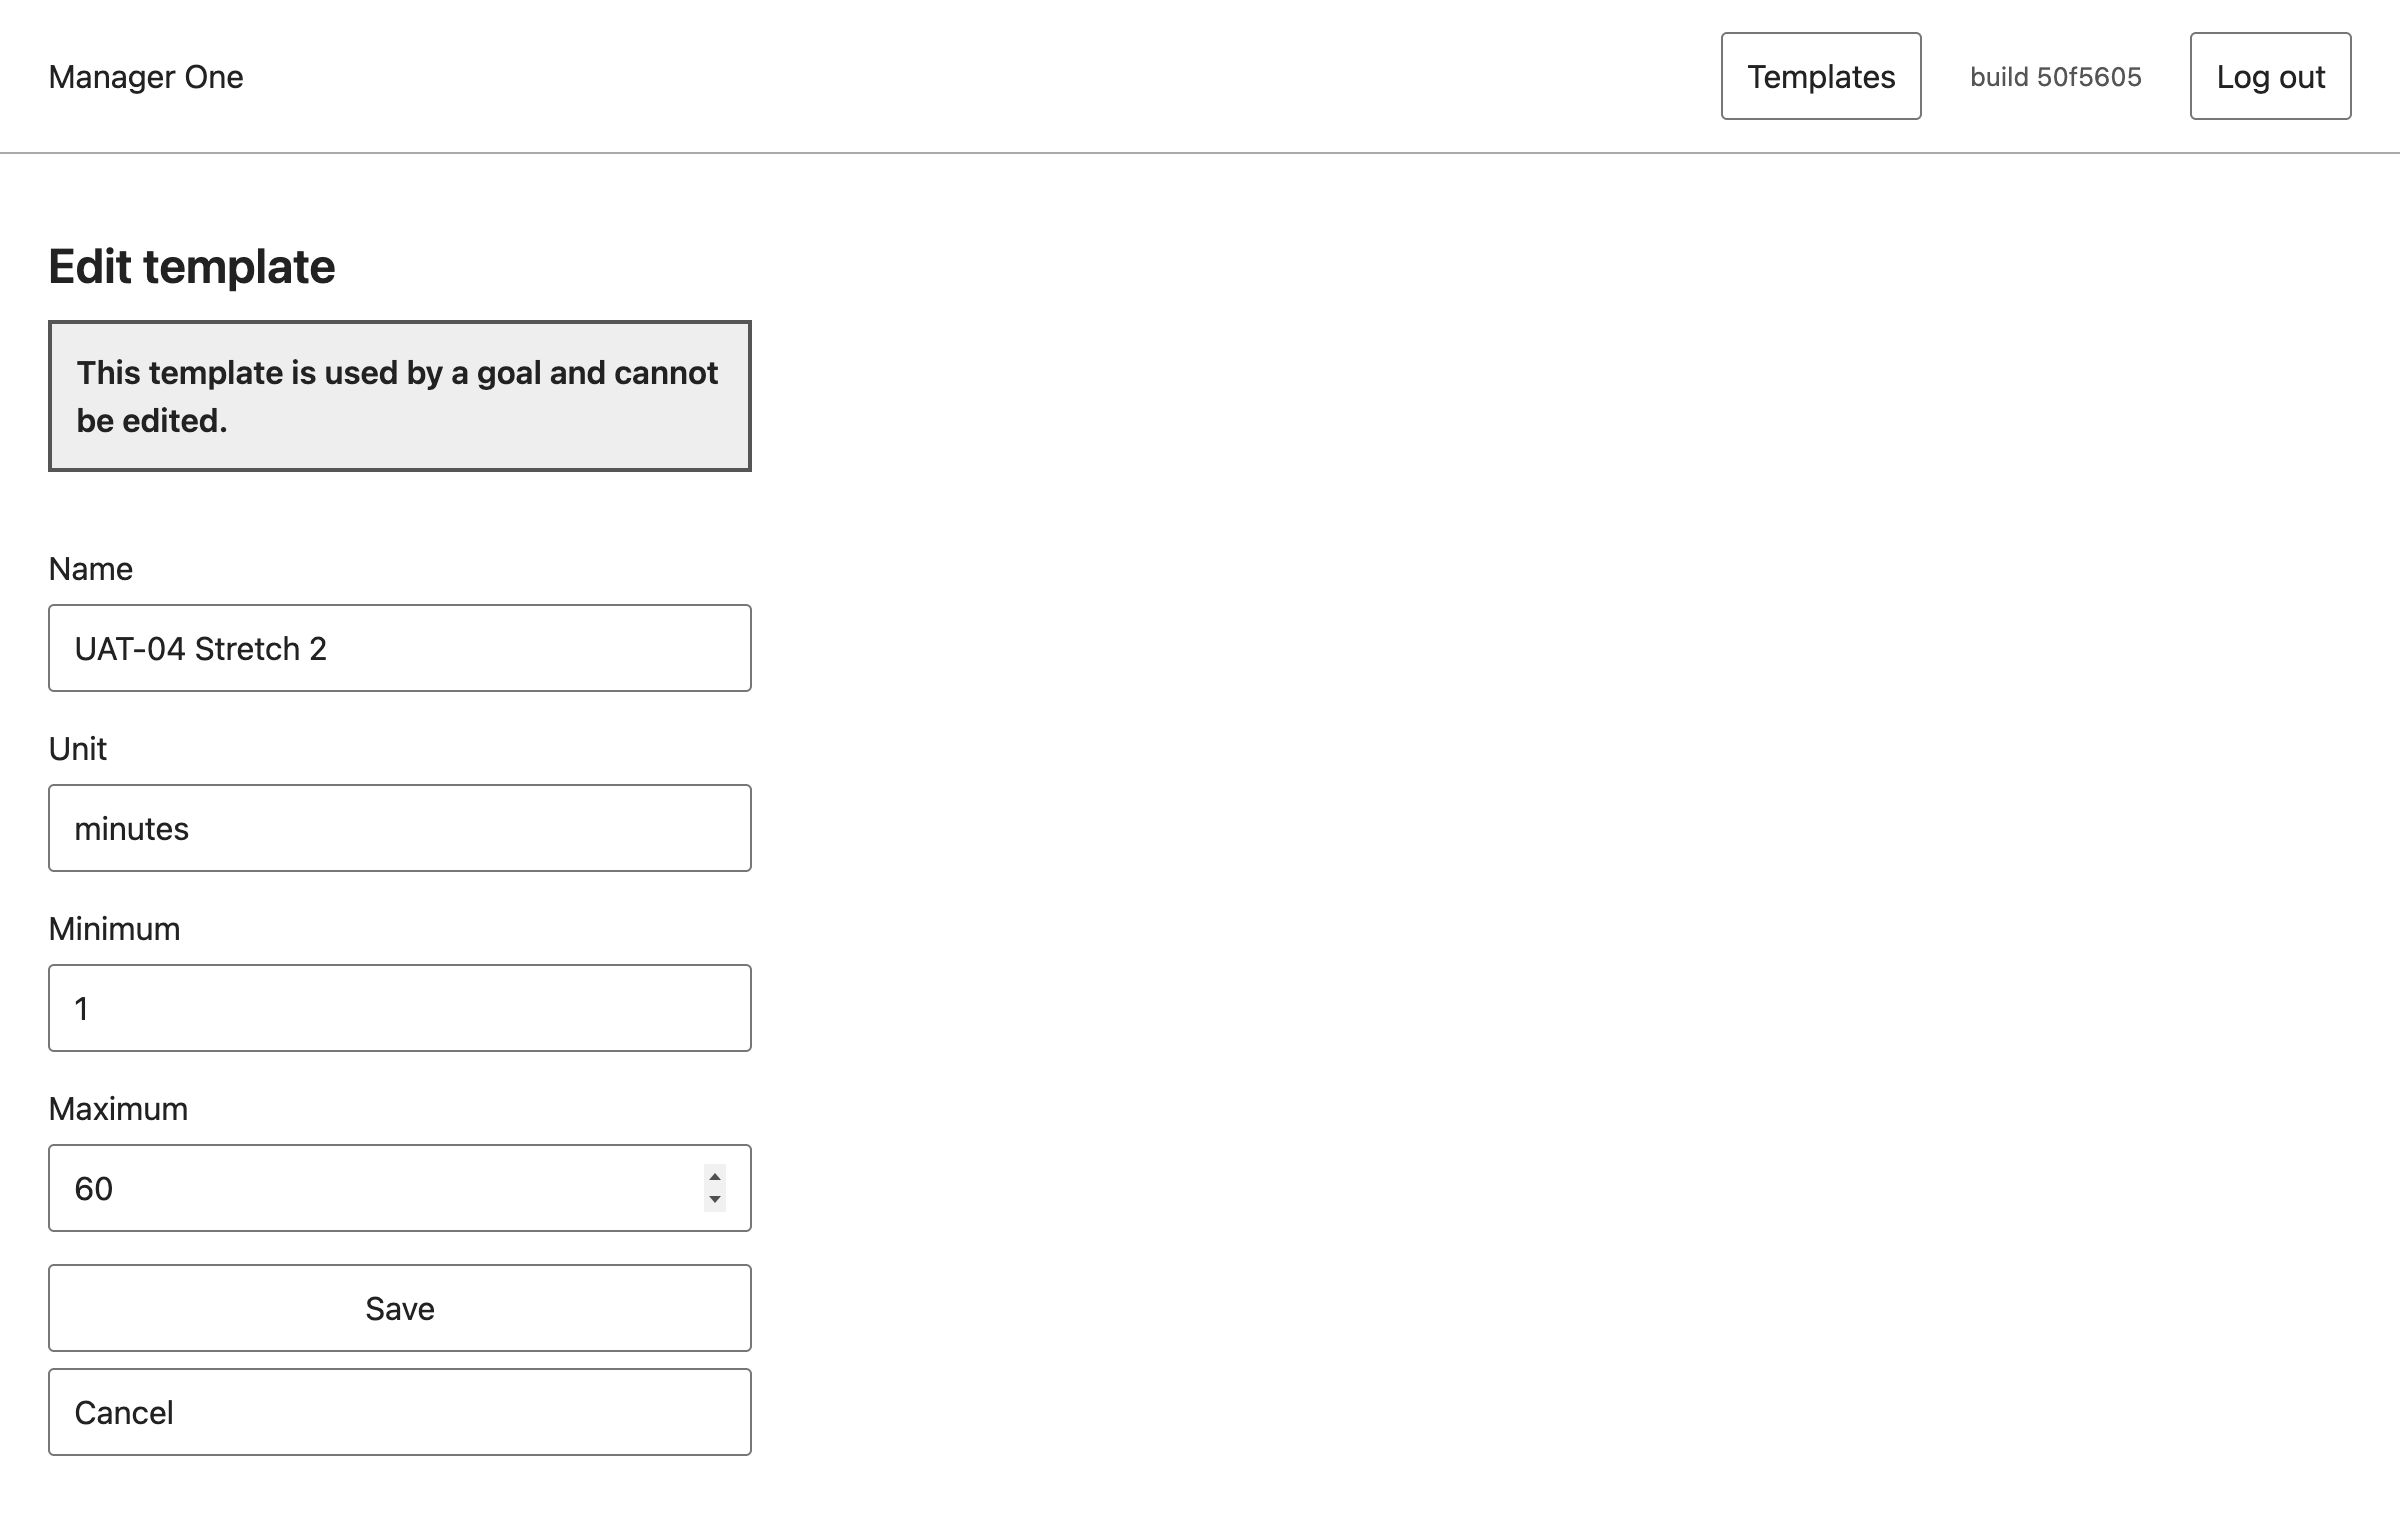 Manager One
Templates
build 50f5605
Log out
Edit template
This template is used by a goal and cannot
be edited.
Name
UAT-04 Stretch 2
Unit
minutes
Minimum
1
Maximum
60
Save
Cancel